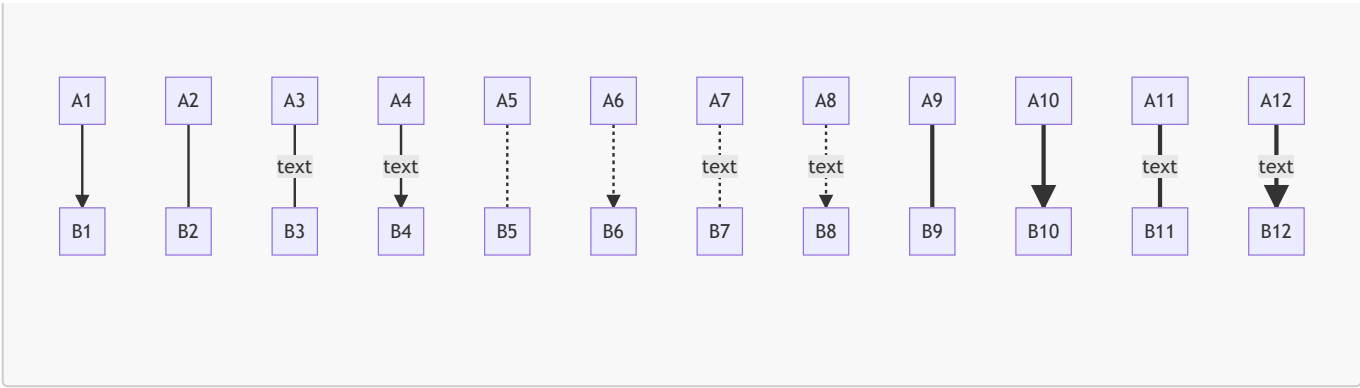 A1 A2 A3 A4 A5 A6 A7 A8 A9 A10 A11 A12
text text text text text text
B1 B2 B3 B4 B5 B6 B7 B8 B9 B10 B11 B12